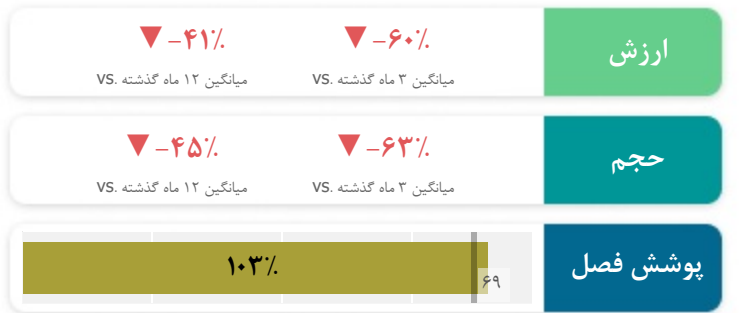 ارزش
▼ -۶۰٪
▼ -۴۱٪
میانگین ۳ ماه گذشته .VS
میانگین ۱۲ ماه گذشته .VS
حجم
▼ -۶۳٪
▼ -۴۵٪
میانگین ۳ ماه گذشته .VS
میانگین ۱۲ ماه گذشته .VS
پوشش فصل
۱۰۳٪
۶۹